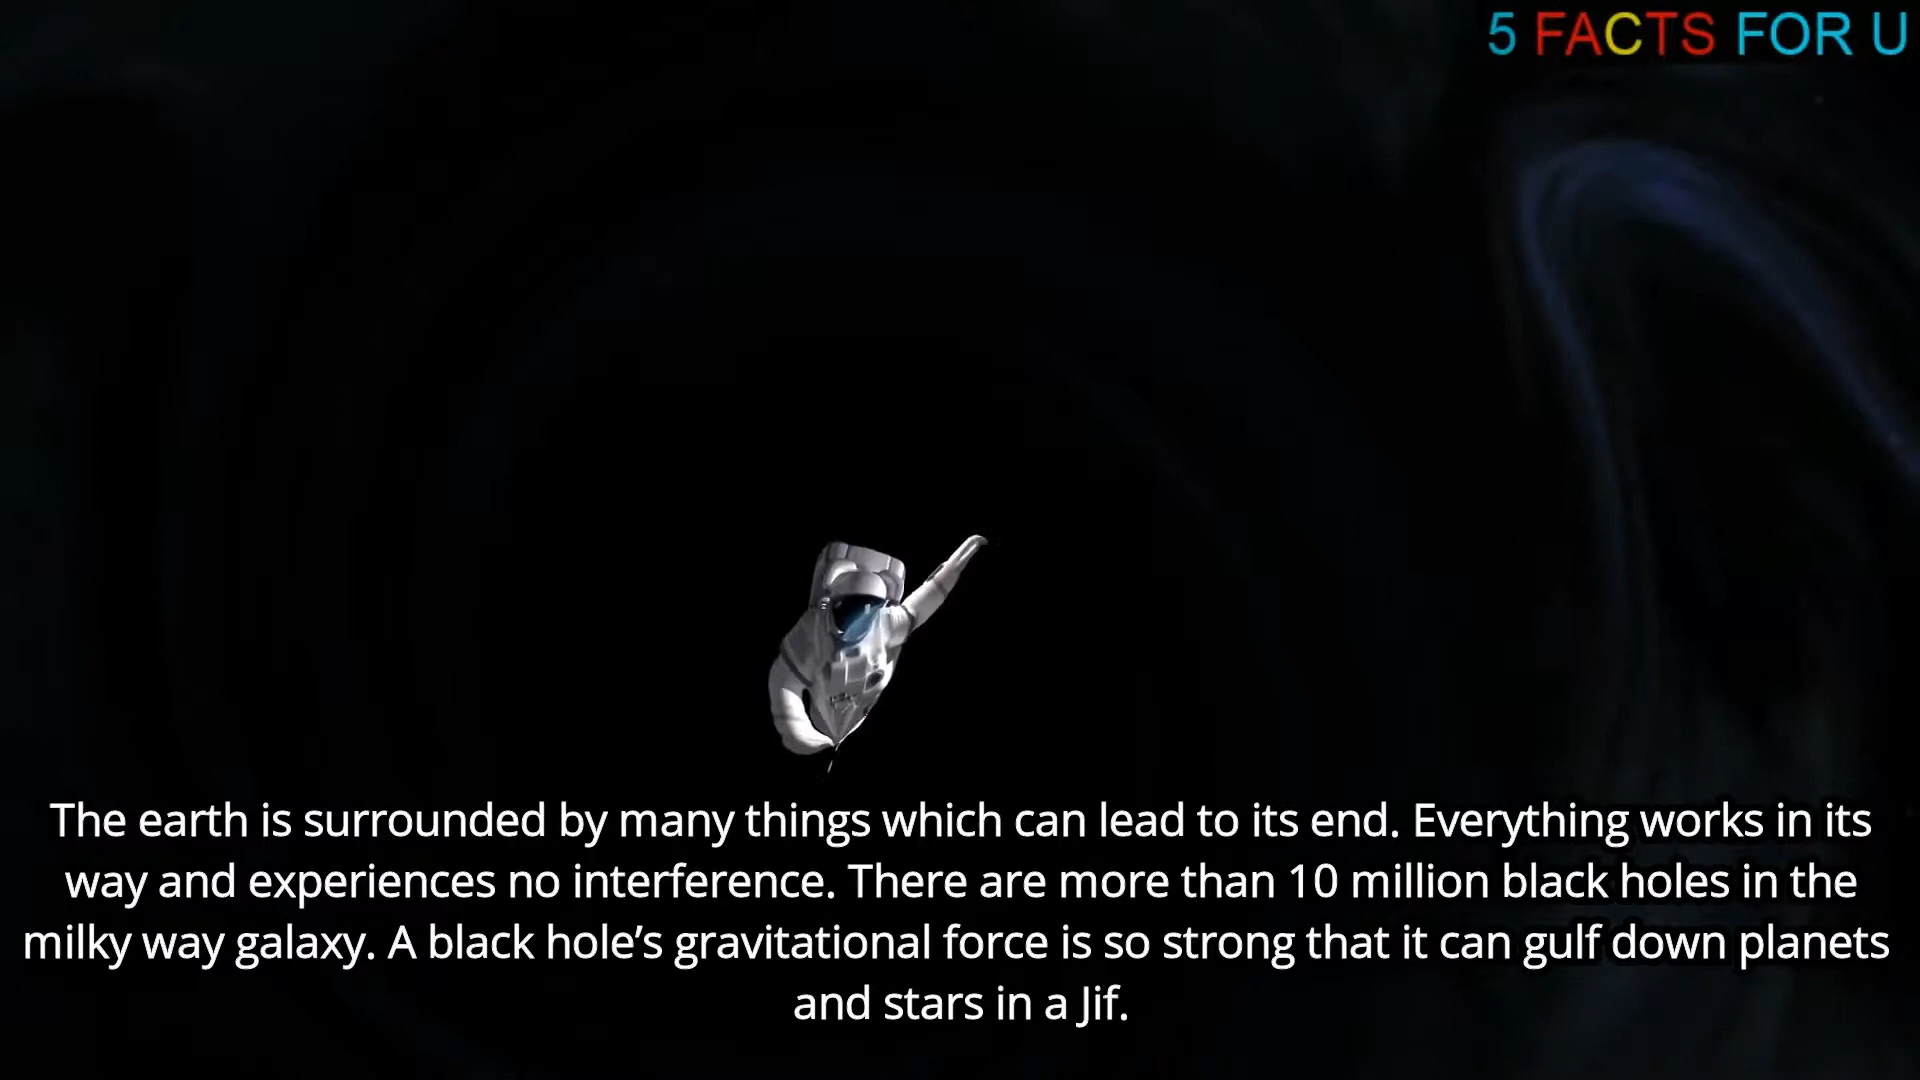 5 FACTS FOR U
The earth is surrounded by many things which can lead to its end. Everything works in its
way and experiences no interference. There are more than 10 million black holes in the
milky way galaxy. A black hole’s gravitational force is so strong that it can gulf down planets
and stars in a Jif.